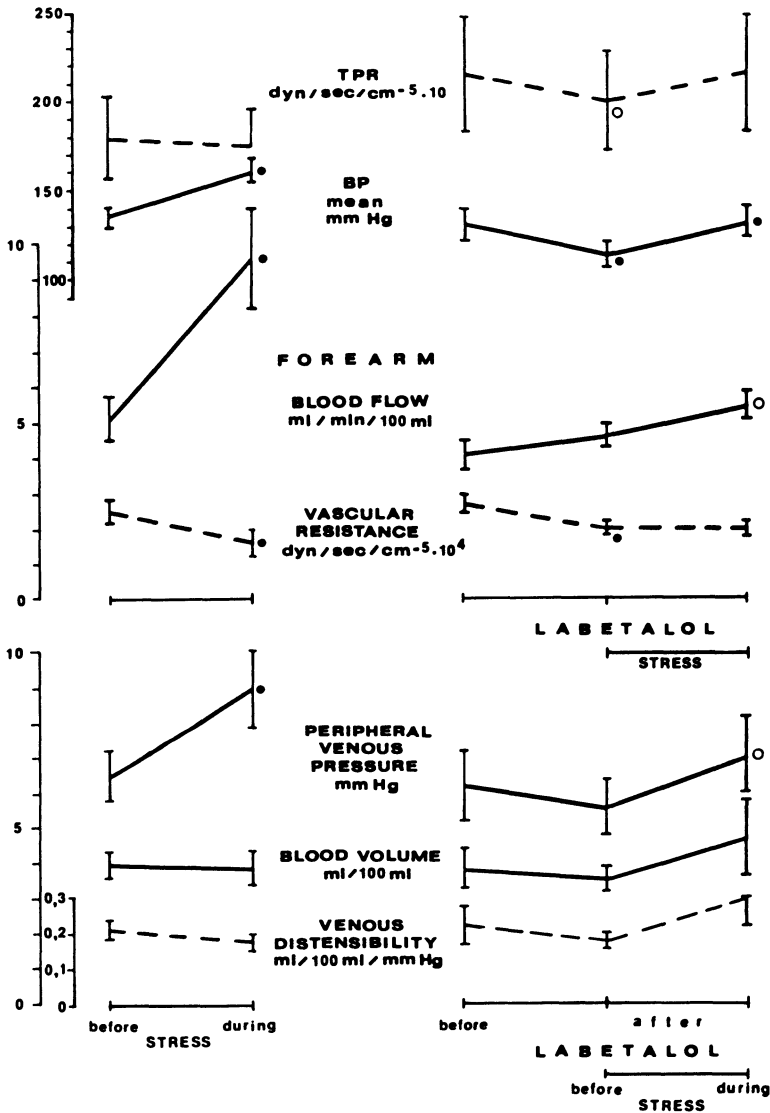 250
200
150
100
TPR
dyn/sec/cm-5.10
BP
mean
mm Hg
10
5
0
FOREARM
BLOOD FLOW
ml/min/100 ml
VASCULAR
RESISTANCE
dyn/sec/cm-5.10⁴
LABETALOL
STRESS
10
5
0
0,3
0,2
0,1
0
PERIPHERAL
VENOUS
PRESSURE
mm Hg
BLOOD VOLUME
ml/100 ml
VENOUS
DISTENSIBILITY
ml/100 ml/mm Hg
before during
STRESS
before after
LABETALOL
before during
STRESS